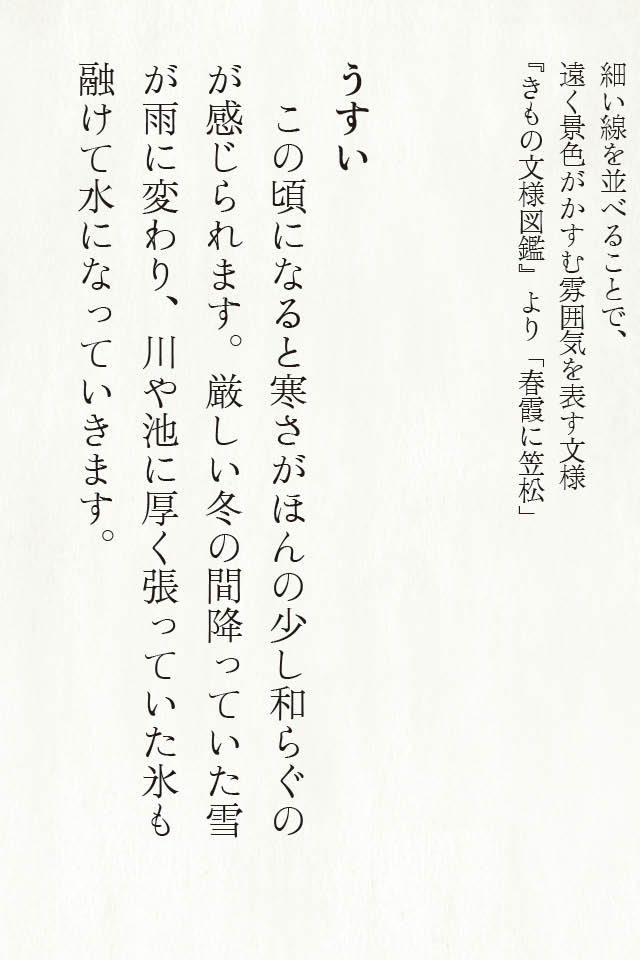 細い線を並べることで、
遠く景色がかすむ雰囲気を表す文様
『きもの文様図鑑』より「春霞に笠松」
うすい
この頃になると寒さがほんの少し和らぐの
が感じられます。厳しい冬の間降っていた雪
が雨に変わり、川や池に厚く張っていた氷も
融けて水になっていきます。